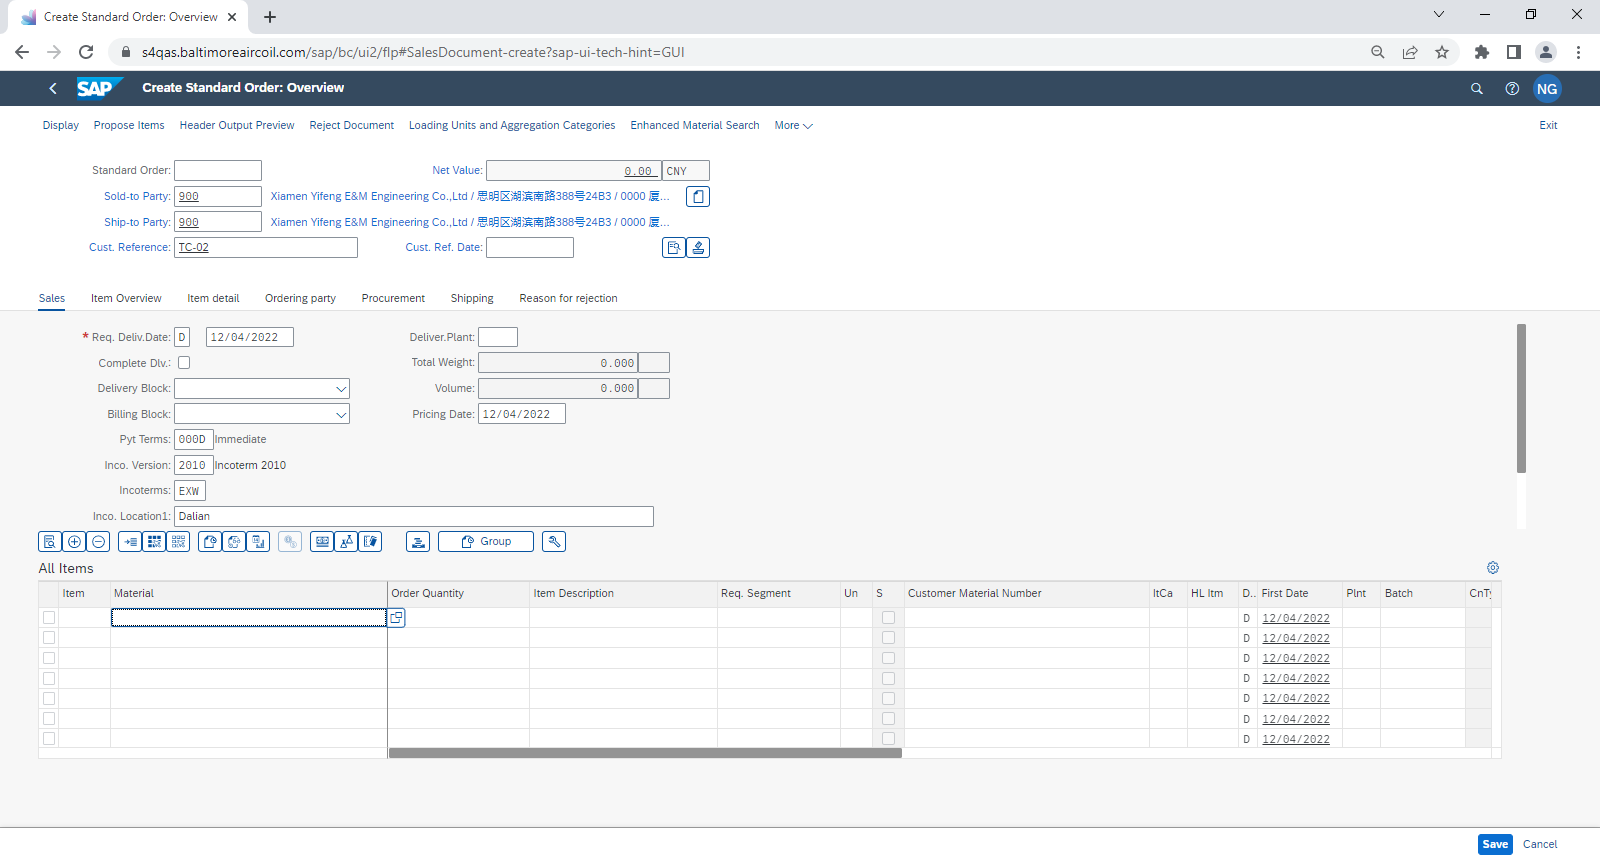 Create Standard Order: Overview
s4qas.baltimoreaircoil.com/sap/bc/ui2/flp#SalesDocument-create?sap-ui-tech-hint=GUI
SAP Create Standard Order: Overview NG
Display Propose Items Header Output Preview Reject Document Loading Units and Aggregation Categories Enhanced Material Search More Exit
Standard Order: Net Value: 0.00 CNY
Sold-to Party: 900 Xiamen Yifeng E&M Engineering Co.,Ltd / 思明区湖滨南路388号24B3 / 0000 厦...
Ship-to Party: 900 Xiamen Yifeng E&M Engineering Co.,Ltd / 思明区湖滨南路388号24B3 / 0000 厦...
Cust. Reference: TC-02 Cust. Ref. Date:
Sales Item Overview Item detail Ordering party Procurement Shipping Reason for rejection
* Req. Deliv.Date: D 12/04/2022 Deliver.Plant:
Complete Dlv.: Total Weight: 0.000
Delivery Block: Volume: 0.000
Billing Block: Pricing Date: 12/04/2022
Pyt Terms: 000D Immediate
Inco. Version: 2010 Incoterm 2010
Incoterms: EXW
Inco. Location1: Dalian
Group
All Items
Item Material Order Quantity Item Description Req. Segment Un S Customer Material Number ItCa HL Itm D.. First Date Plnt Batch CnTy
D 12/04/2022
D 12/04/2022
D 12/04/2022
D 12/04/2022
D 12/04/2022
D 12/04/2022
D 12/04/2022
Save Cancel